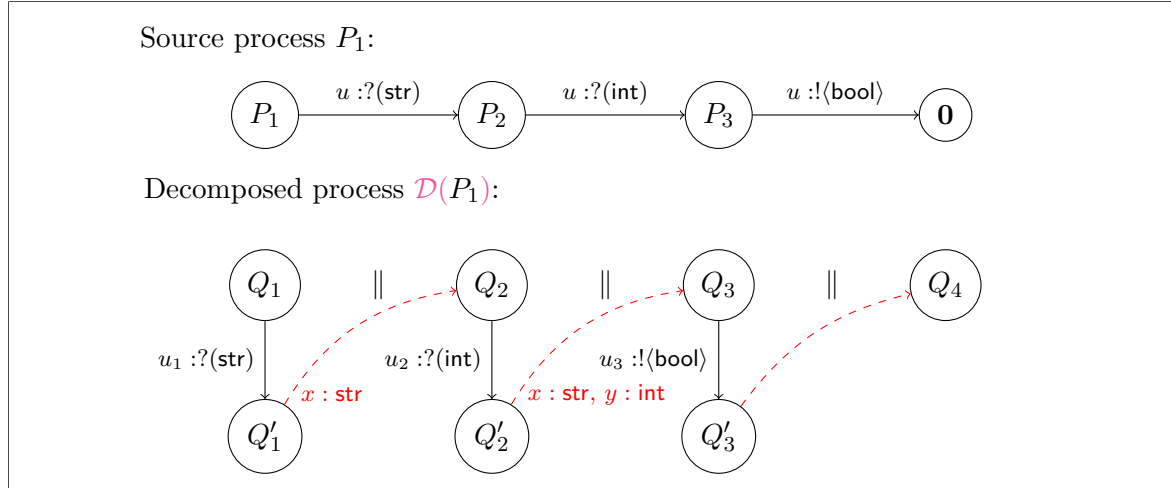 Source process P₁:
u :?(str) u :?(int) u :!⟨bool⟩
P₁ P₂ P₃ 0
Decomposed process 𝒟(P₁):
Q₁ ∥ Q₂ ∥ Q₃ ∥ Q₄
u₁ :?(str) u₂ :?(int) u₃ :!⟨bool⟩
x : str x : str, y : int
Q′₁ Q′₂ Q′₃